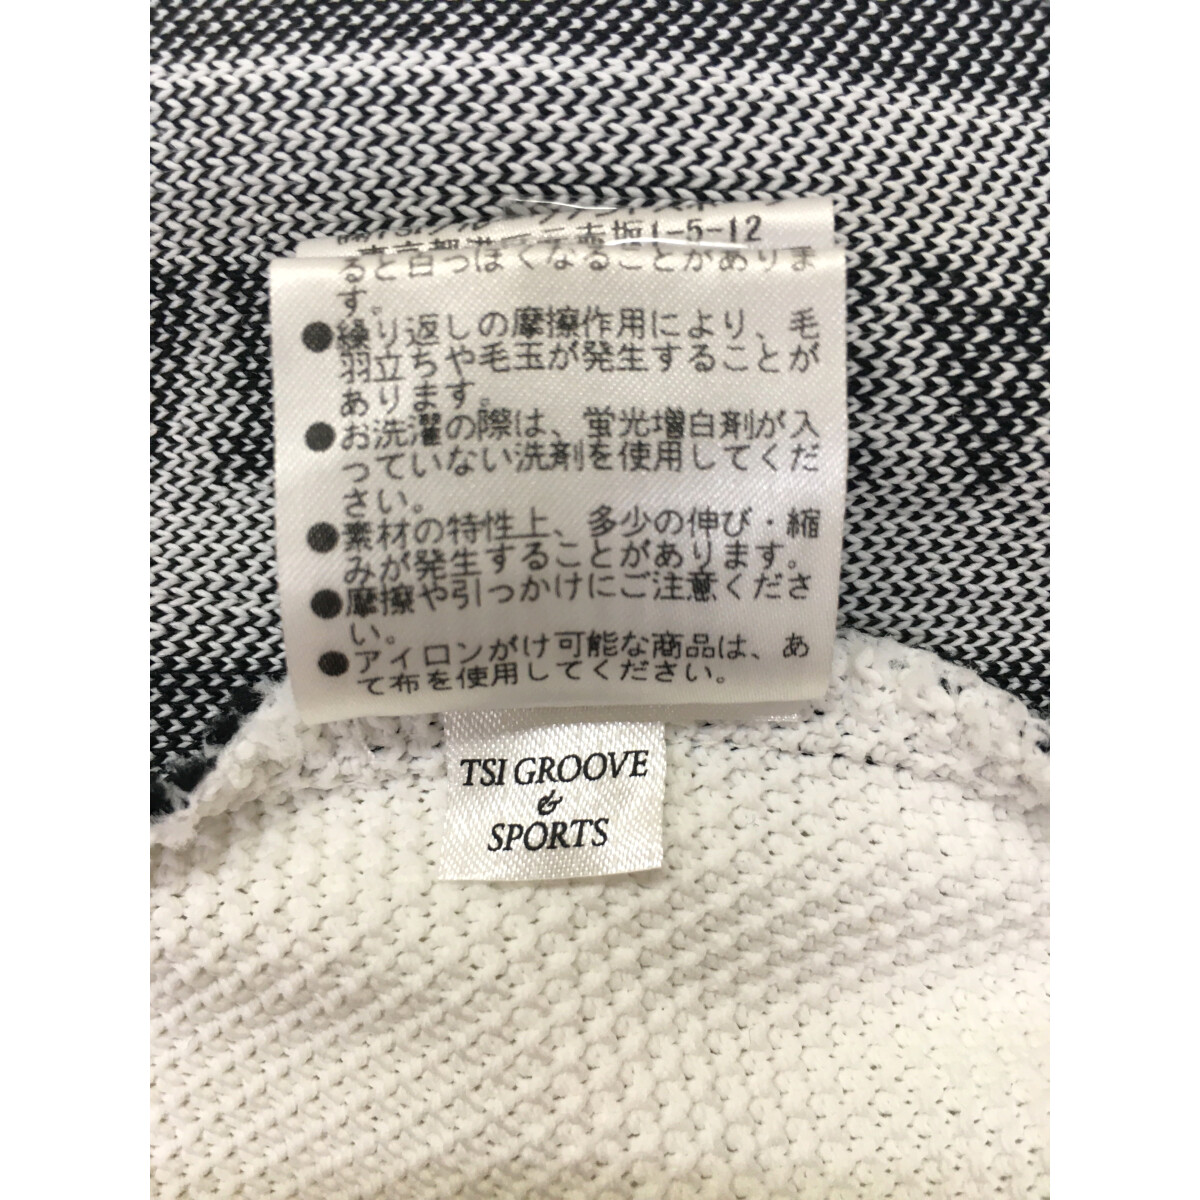 1-5-12
ると白っぽくなることがありま
す。
●繰り返しの摩擦作用により、毛
羽立ちや毛玉が発生することが
あります。
●お洗濯の際は、蛍光増白剤が入
っていない洗剤を使用してくだ
さい。
●素材の特性上、多少の伸び・縮
みが発生することがあります。
●摩擦や引っかけにご注意くださ
い。
●アイロンがけ可能な商品は、あ
て布を使用してください。
TSI GROOVE
&
SPORTS